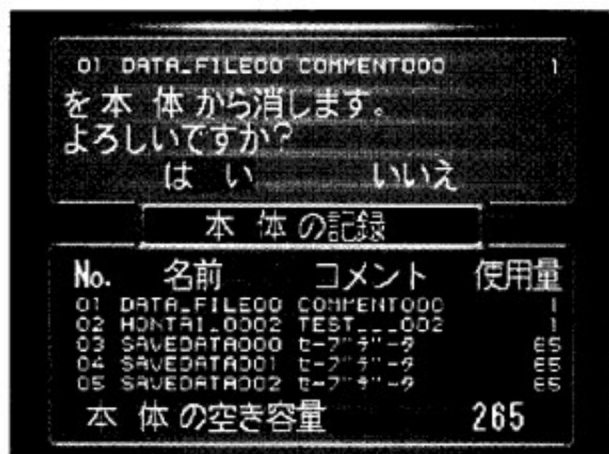 01 DATA_FILE00 COMMENT000 1
を本体から消します。
よろしいですか?
はい いいえ
本体の記録
No. 名前 コメント 使用量
01 DATA_FILE00 COMMENT000 1
02 HONTAI_0002 TEST___002 1
03 SAVEDATA000 セーブデータ 65
04 SAVEDATA001 セーブデータ 65
05 SAVEDATA002 セーブデータ 65
本体の空き容量 265